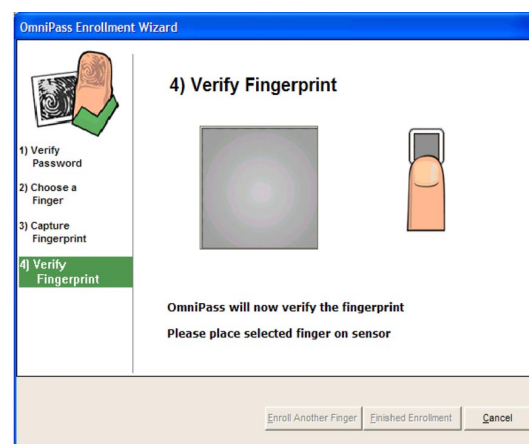 OmniPass Enrollment Wizard
4) Verify Fingerprint
1) Verify
Password
2) Choose a
Finger
3) Capture
Fingerprint
4) Verify
Fingerprint
OmniPass will now verify the fingerprint
Please place selected finger on sensor
Enroll Another Finger
Finished Enrollment
Cancel